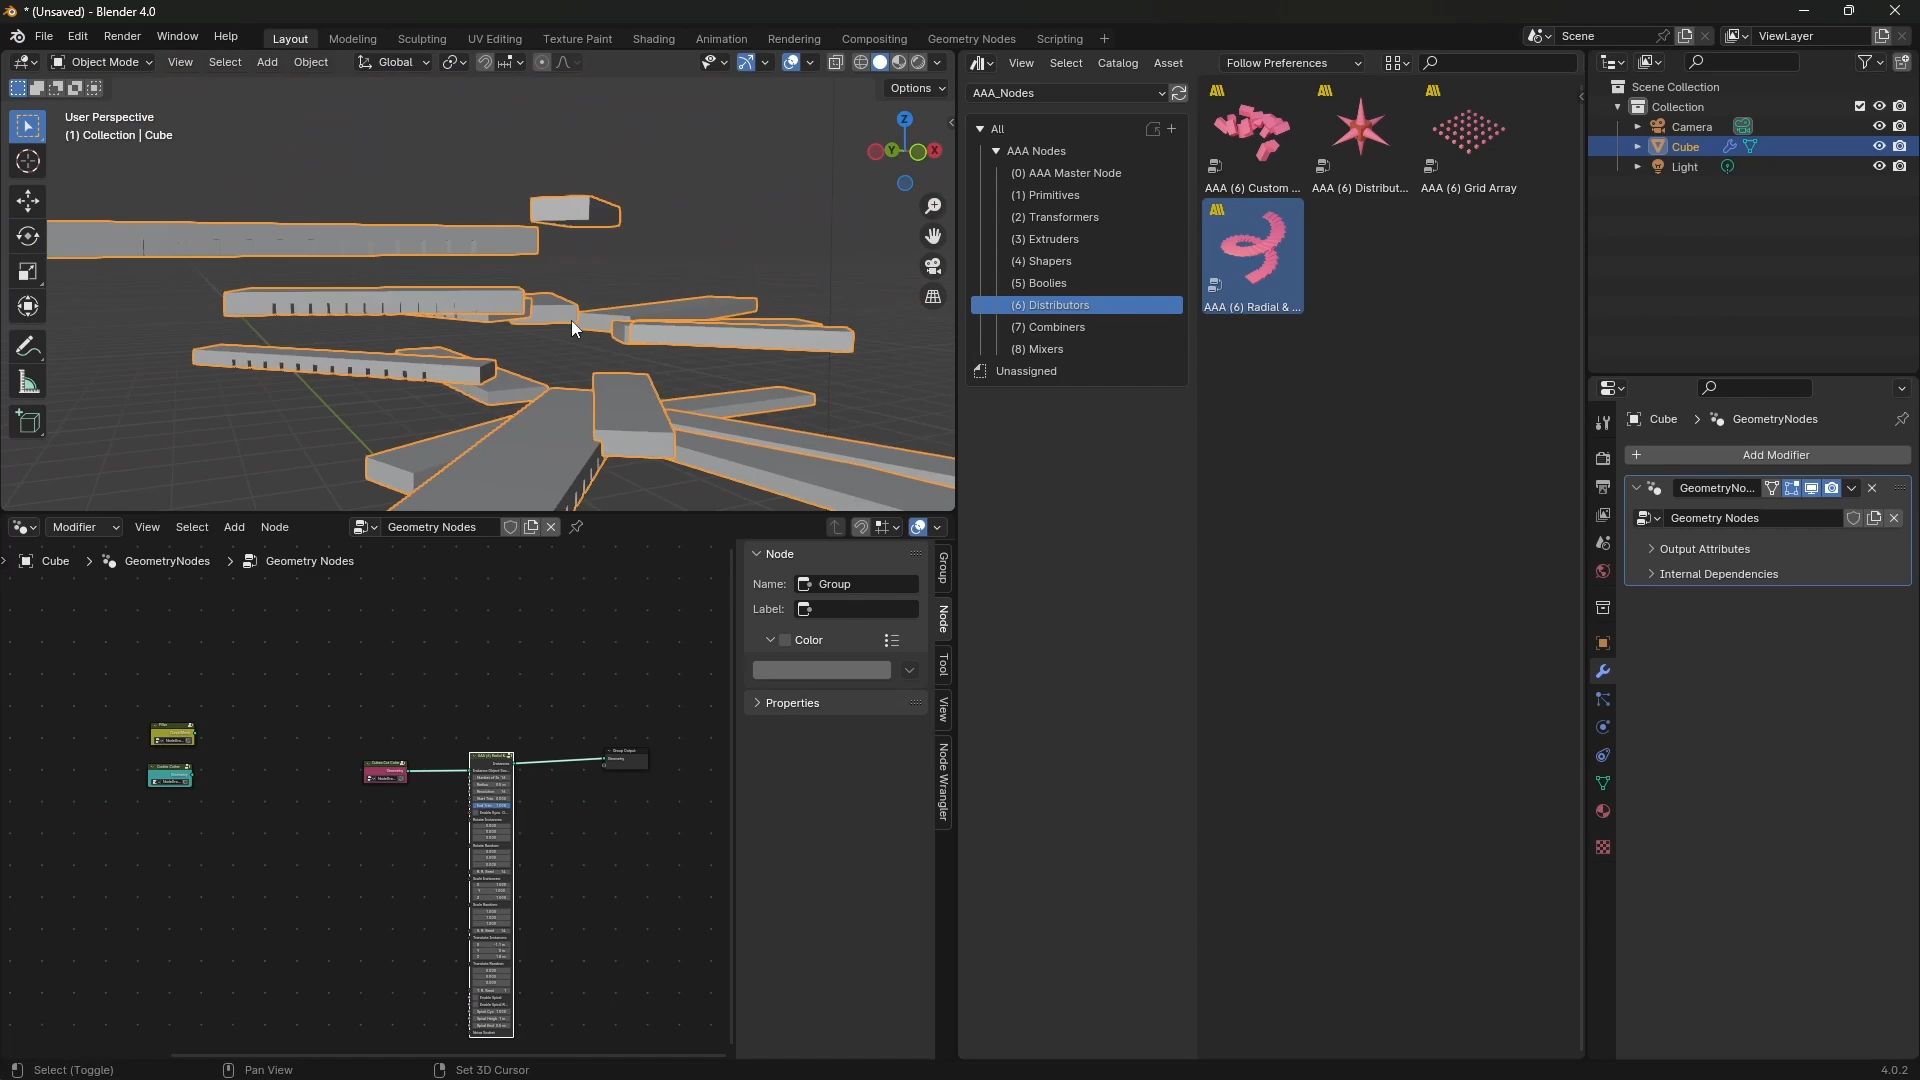 * (Unsaved) - Blender 4.0
File Edit Render Window Help
Layout Modeling Sculpting UV Editing Texture Paint Shading Animation Rendering Compositing Geometry Nodes Scripting +
Scene
ViewLayer
Object Mode View Select Add Object
Global
Options
User Perspective
(1) Collection | Cube
Z
Y
X
View Select Catalog Asset
Follow Preferences
AAA_Nodes
All
AAA Nodes
(0) AAA Master Node
(1) Primitives
(2) Transformers
(3) Extruders
(4) Shapers
(5) Boolies
(6) Distributors
(7) Combiners
(8) Mixers
Unassigned
AAA (6) Custom ...
AAA (6) Distribut...
AAA (6) Grid Array
AAA (6) Radial & ...
Scene Collection
Collection
Camera
Cube
Light
Cube > GeometryNodes
+ Add Modifier
GeometryNo...
Geometry Nodes
> Output Attributes
> Internal Dependencies
Modifier View Select Add Node
Geometry Nodes
Cube > GeometryNodes > Geometry Nodes
Node
Name: Group
Label:
Color
Properties
Group
Node
Tool
View
Node Wrangler
Group Output
Geometry
Select (Toggle)
Pan View
Set 3D Cursor
4.0.2